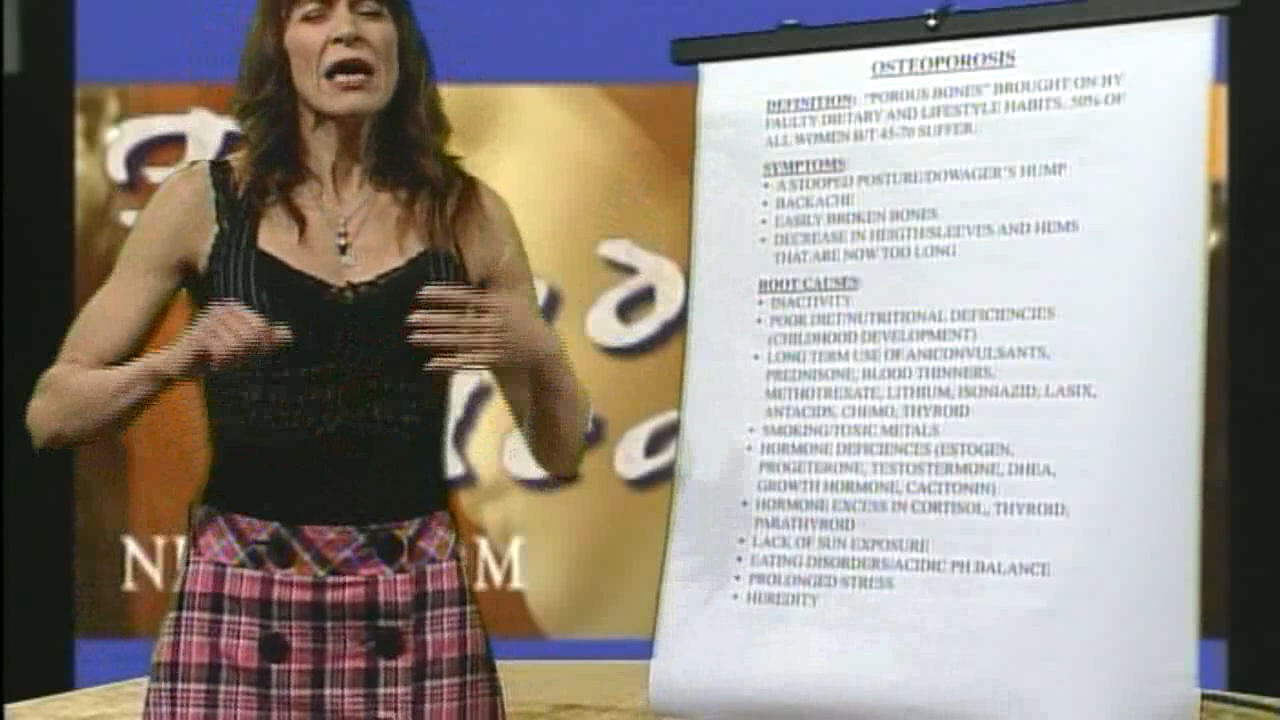 OSTEOPOROSIS
DEFINITION: "POROUS BONES" BROUGHT ON BY
FAULTY DIETARY AND LIFESTYLE HABITS. 50% OF
ALL WOMEN B/T 45-70 SUFFER.
SYMPTOMS:
• A STOOPED POSTURE/DOWAGER'S HUMP
• BACKACHE
• EASILY BROKEN BONES
• DECREASE IN HEIGTH/SLEEVES AND HEMS
THAT ARE NOW TOO LONG
ROOT CAUSES:
• INACTIVITY
• POOR DIET/NUTRITIONAL DEFICIENCIES
(CHILDHOOD DEVELOPMENT)
• LONG TERM USE OF ANICONVULSANTS,
PREDNISONE, BLOOD THINNERS,
METHOTREXATE, LITHIUM, ISONIAZID, LASIX,
ANTACIDS, CHEMO, THYROID
• SMOKING/TOXIC METALS
• HORMONE DEFICIENCES (ESTOGEN,
PROGETERONE, TESTOSTERMONE, DHEA,
GROWTH HORMONE, CACITONIN)
• HORMONE EXCESS IN CORTISOL, THYROID,
PARATHYROID
• LACK OF SUN EXPOSURE
• EATING DISORDERS/ACIDIC PH BALANCE
• PROLONGED STRESS
• HEREDITY